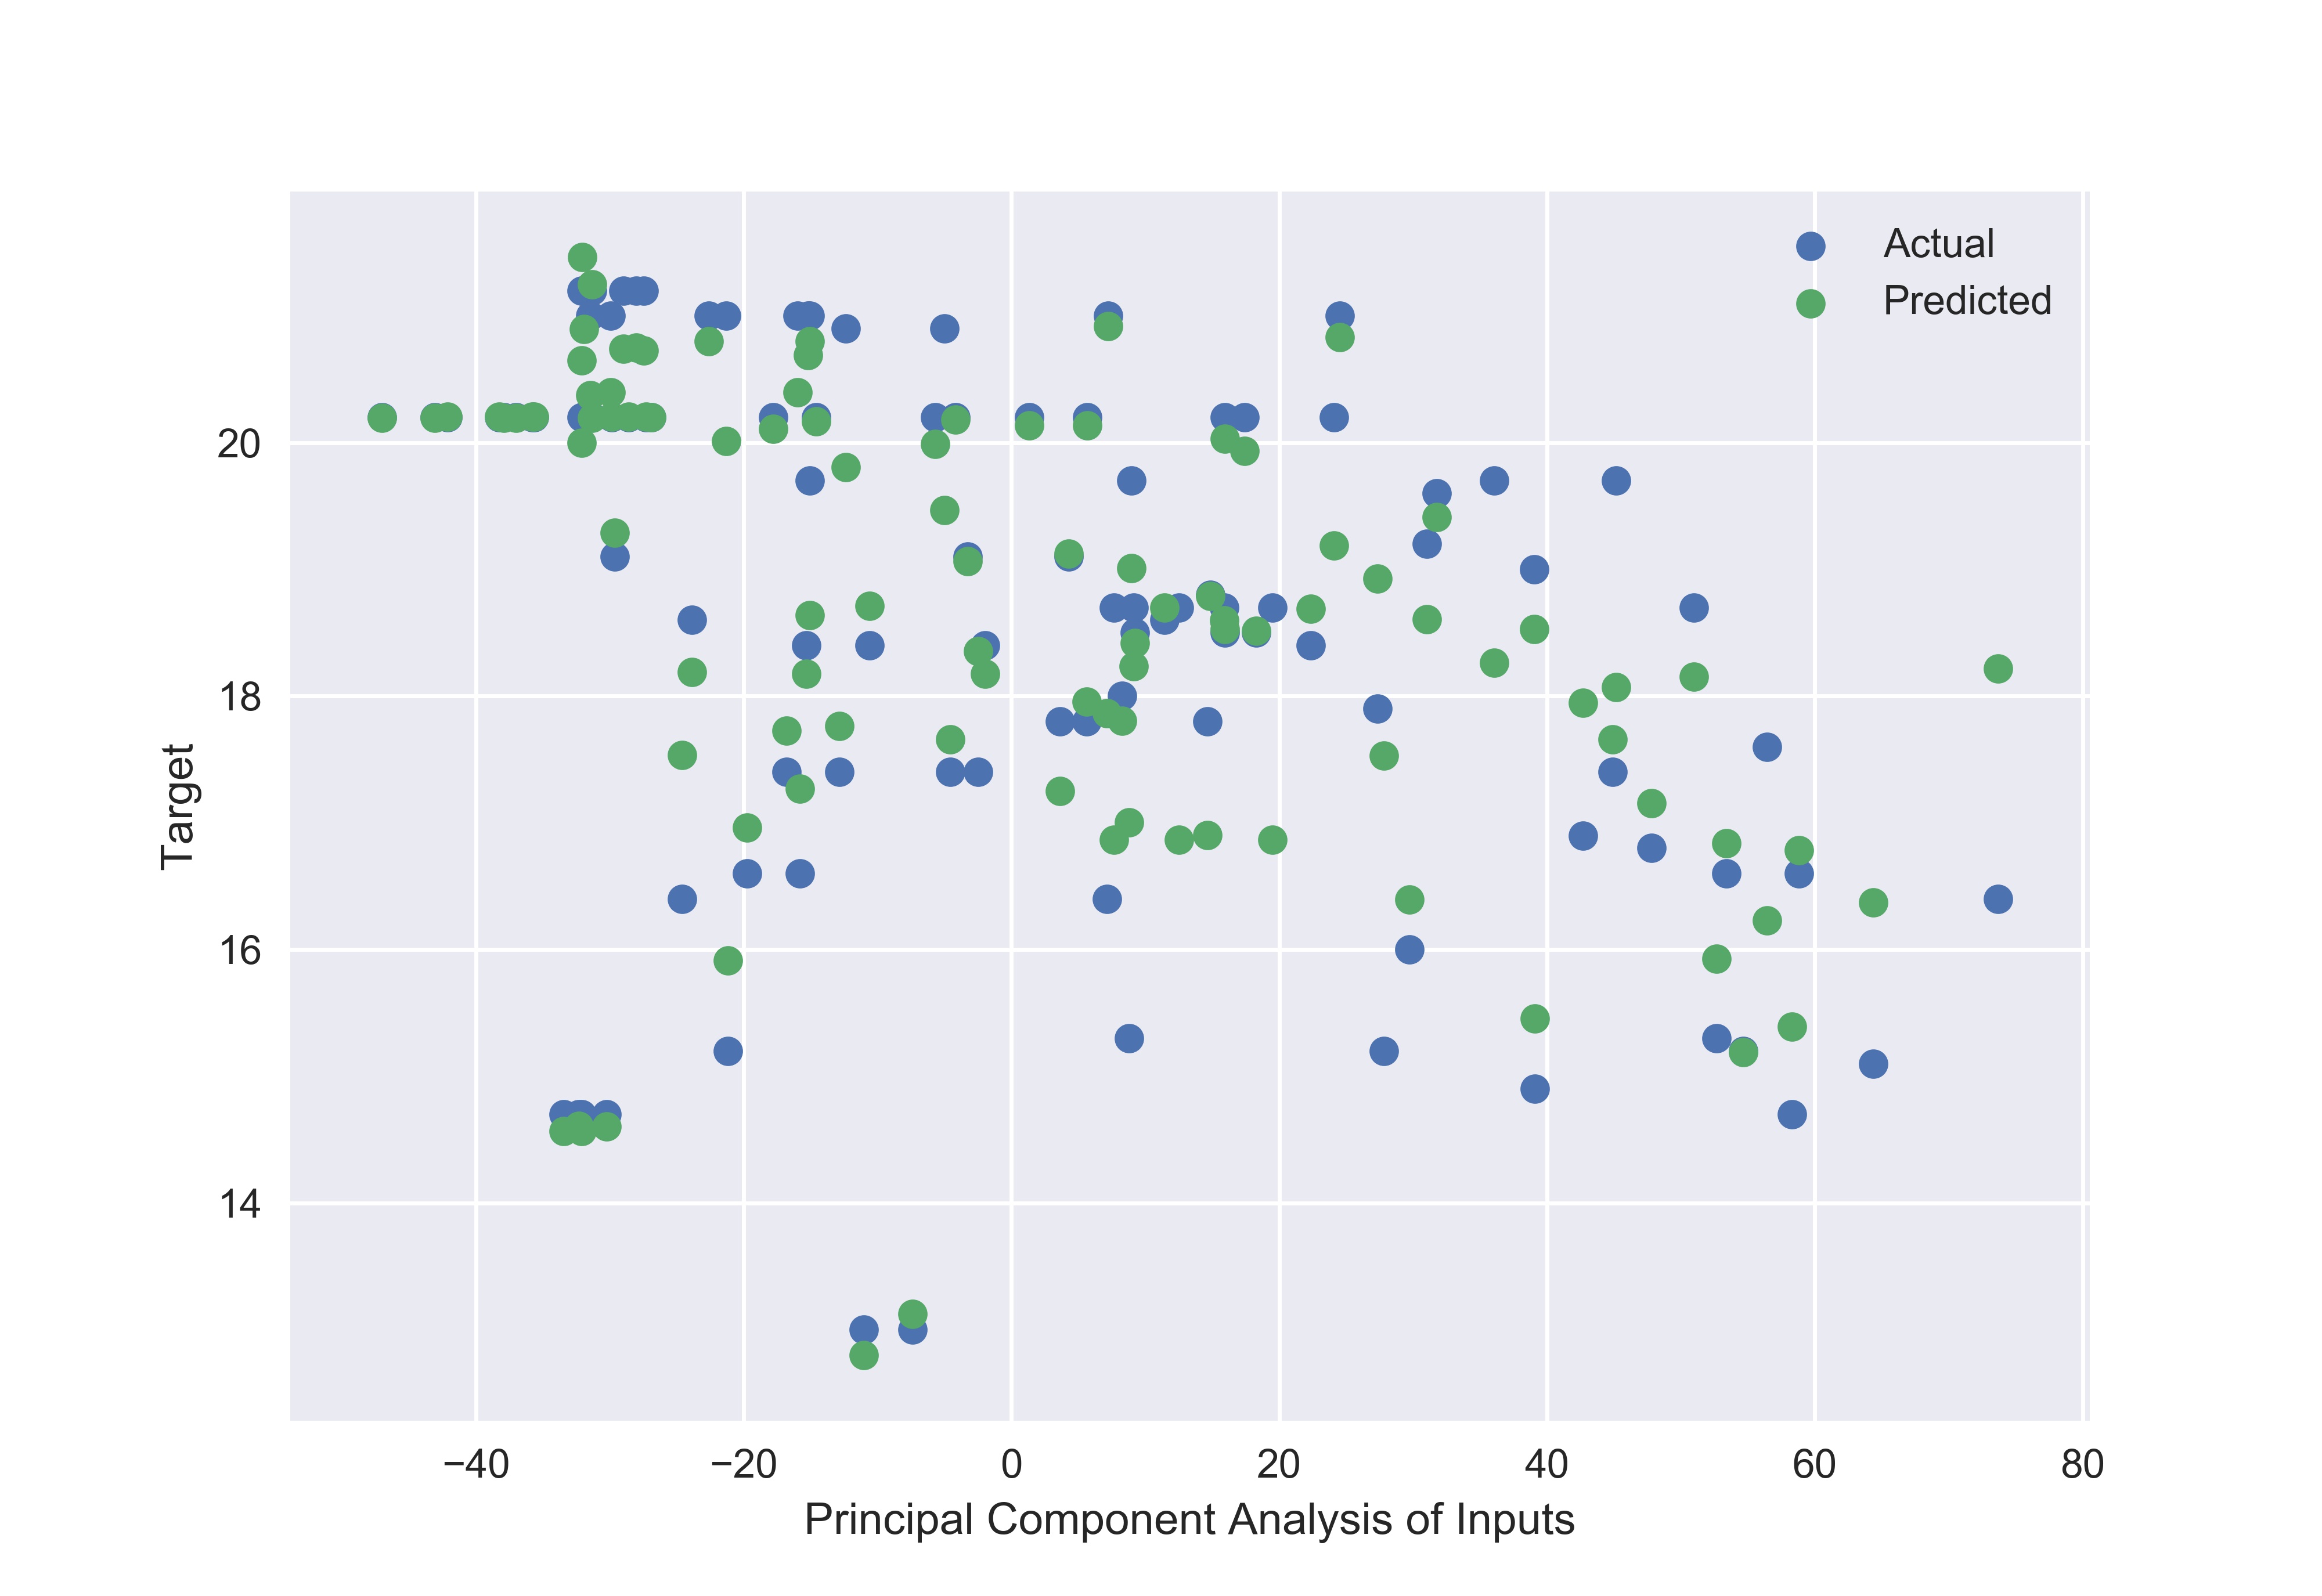 Actual
Predicted
20
18
16
14
Target
−40
−20
0
20
40
60
80
Principal Component Analysis of Inputs